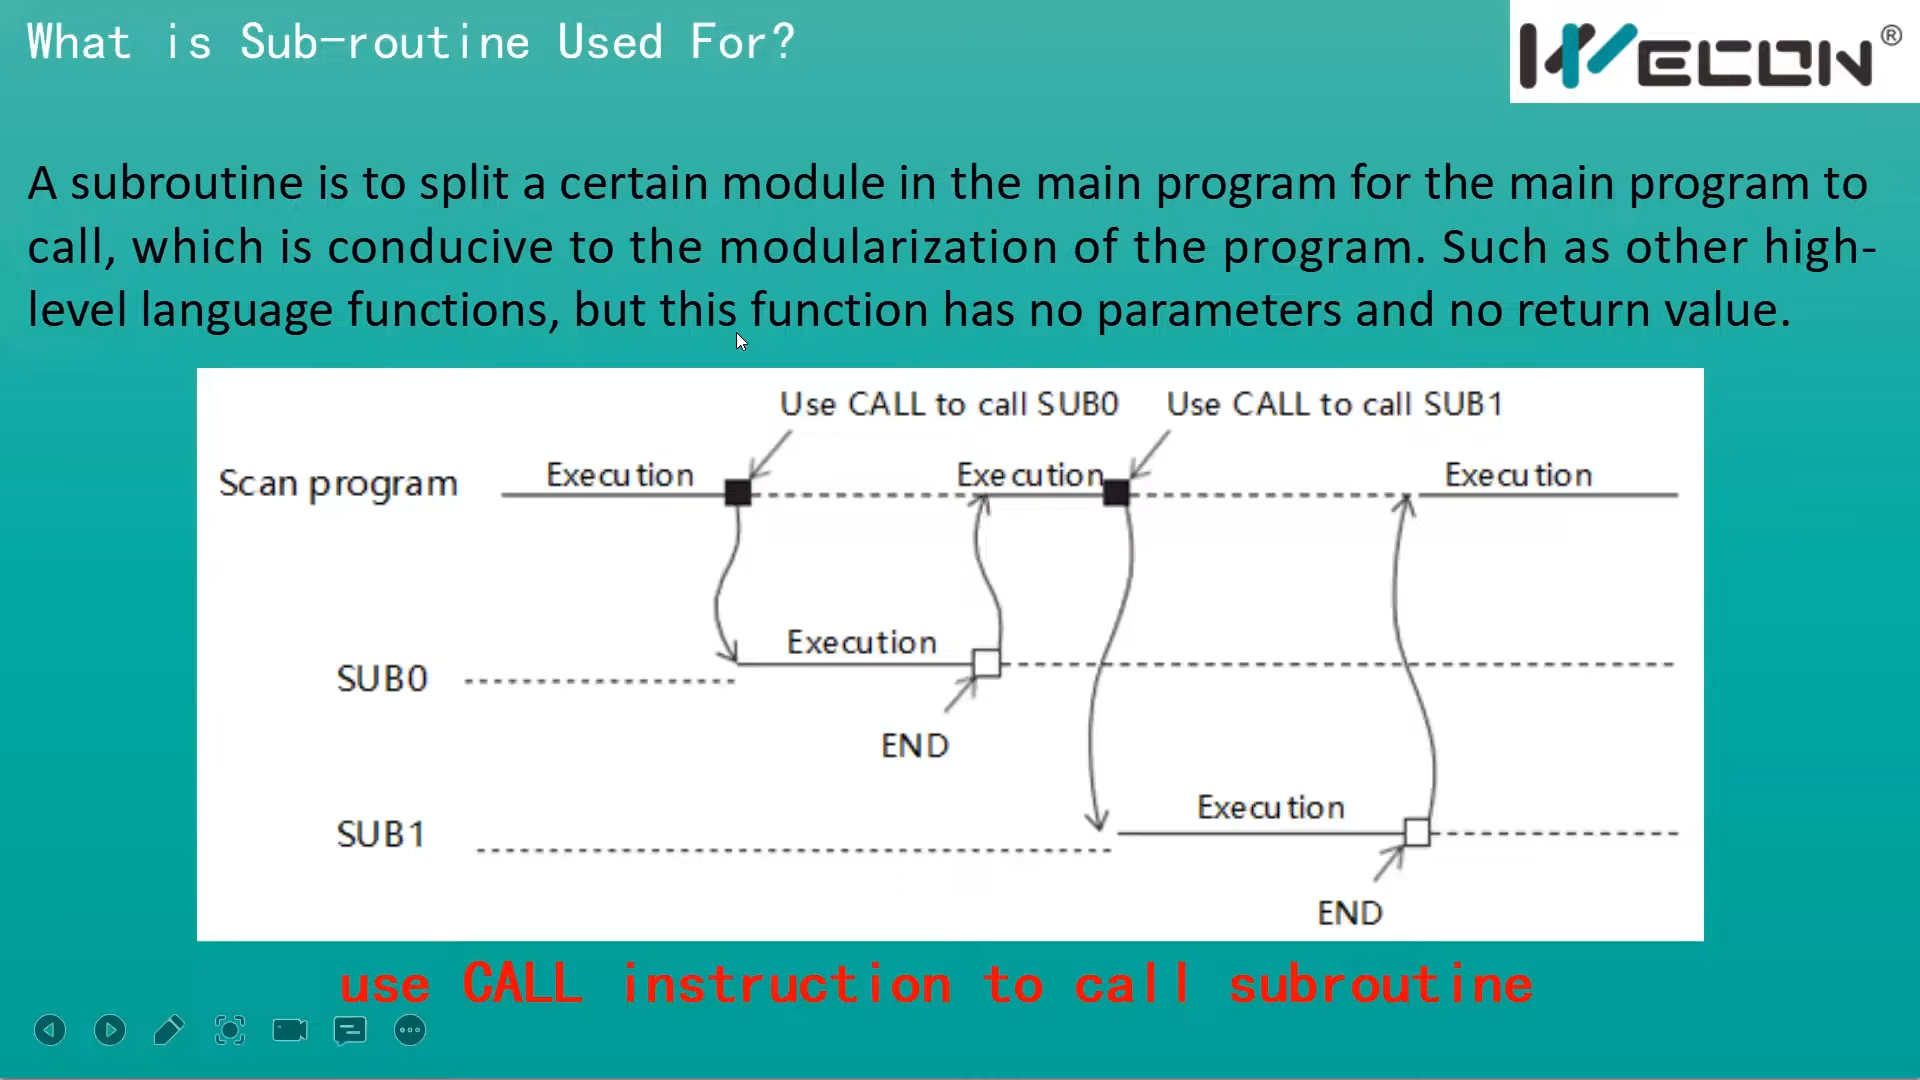 What is Sub-routine Used For?
WECON®
A subroutine is to split a certain module in the main program for the main program to
call, which is conducive to the modularization of the program. Such as other high-
level language functions, but this function has no parameters and no return value.
Use CALL to call SUB0
Use CALL to call SUB1
Scan program
Execution
Execution
Execution
Execution
SUB0
END
Execution
SUB1
END
use CALL instruction to call subroutine